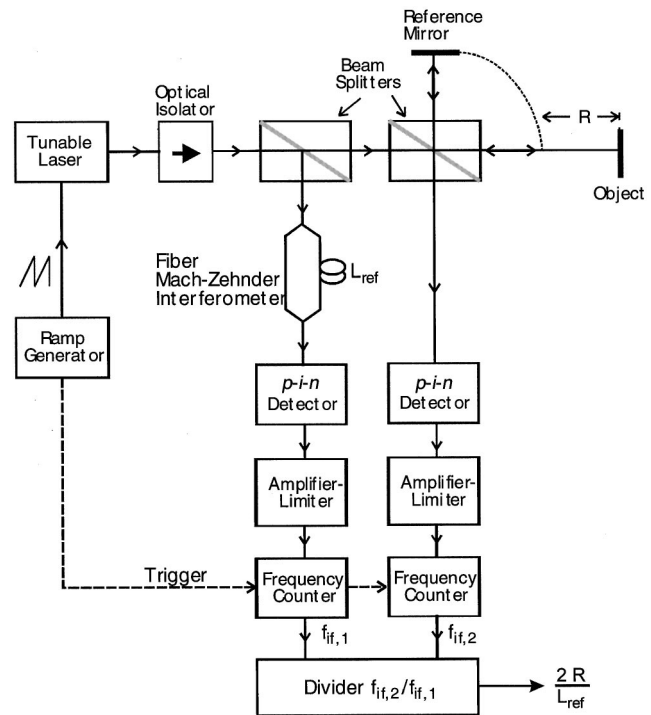 Reference
Mirror
Beam
Splitters
Optical
Isolator
R
Tunable
Laser
Object
Fiber
Mach-Zehnder
Interferometer
L_ref
Ramp
Generator
p-i-n
Detector
p-i-n
Detector
Amplifier-
Limiter
Amplifier-
Limiter
Trigger
Frequency
Counter
Frequency
Counter
f_if,1
f_if,2
Divider f_if,2/f_if,1
2 R
L_ref